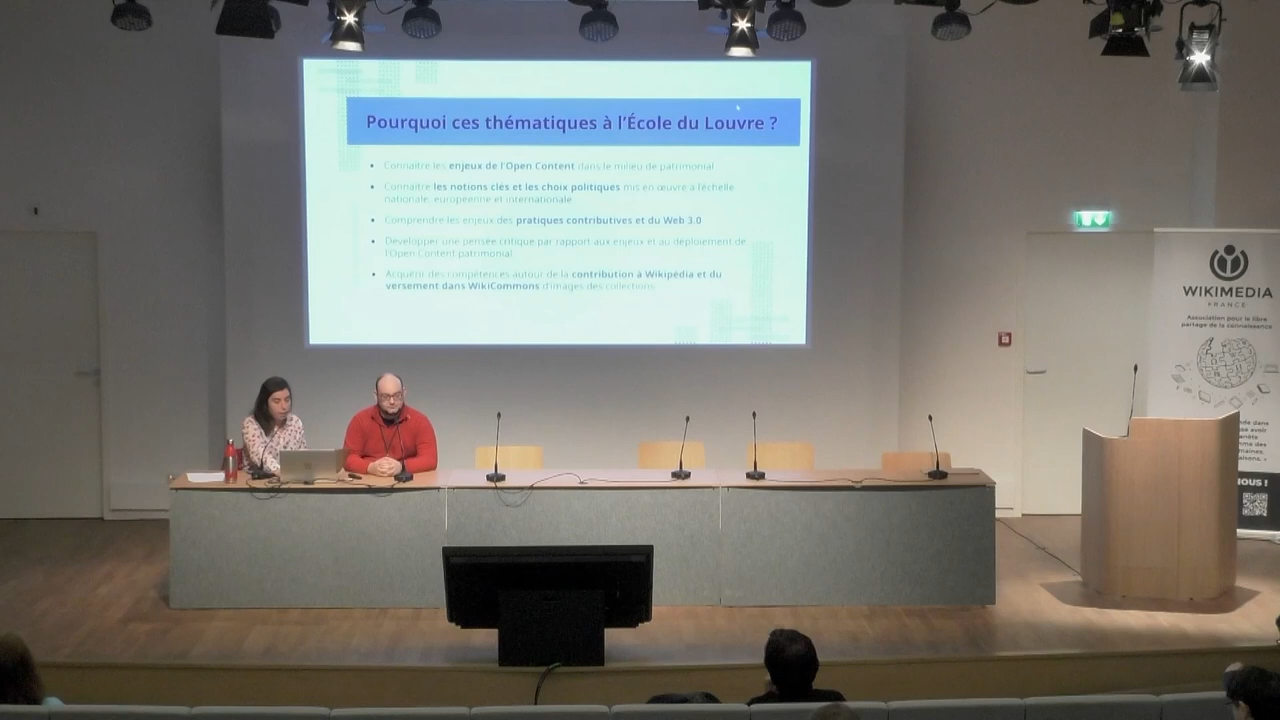 Pourquoi ces thématiques à l'École du Louvre ?
• Connaitre les enjeux de l'Open Content dans le milieu de patrimonial
• Connaitre les notions clés et les choix politiques mis en œuvre à l'échelle
nationale, européenne et internationale
• Comprendre les enjeux des pratiques contributives et du Web 3.0
• Développer une pensée critique par rapport aux enjeux et au déploiement de
l'Open Content patrimonial
• Acquérir des compétences autour de la contribution à Wikipédia et du
versement dans WikiCommons d'images des collections
WIKIMEDIA
FRANCE
Association pour le libre
partage de la connaissance